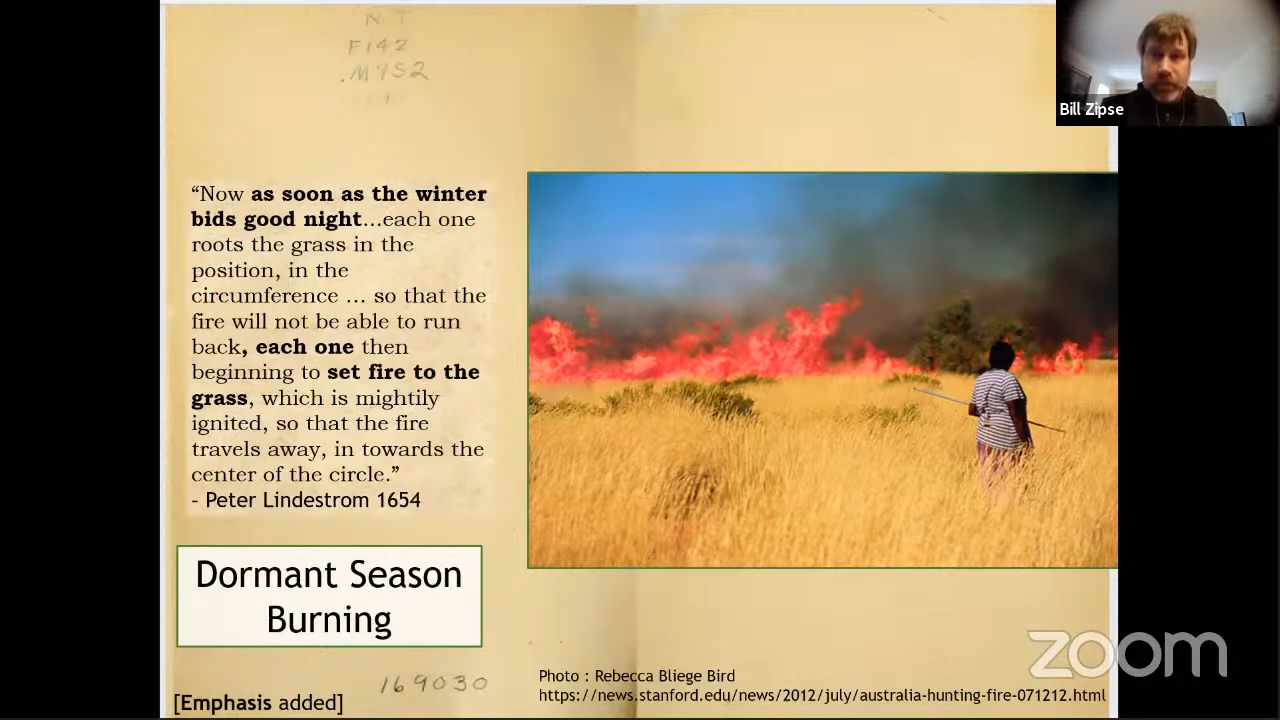 N.T
F142
.M952
Bill Zipse
“Now as soon as the winter
bids good night...each one
roots the grass in the
position, in the
circumference ... so that the
fire will not be able to run
back, each one then
beginning to set fire to the
grass, which is mightily
ignited, so that the fire
travels away, in towards the
center of the circle.”
- Peter Lindestrom 1654
Dormant Season
Burning
169030
[Emphasis added]
Photo : Rebecca Bliege Bird
https://news.stanford.edu/news/2012/july/australia-hunting-fire-071212.html
zoom